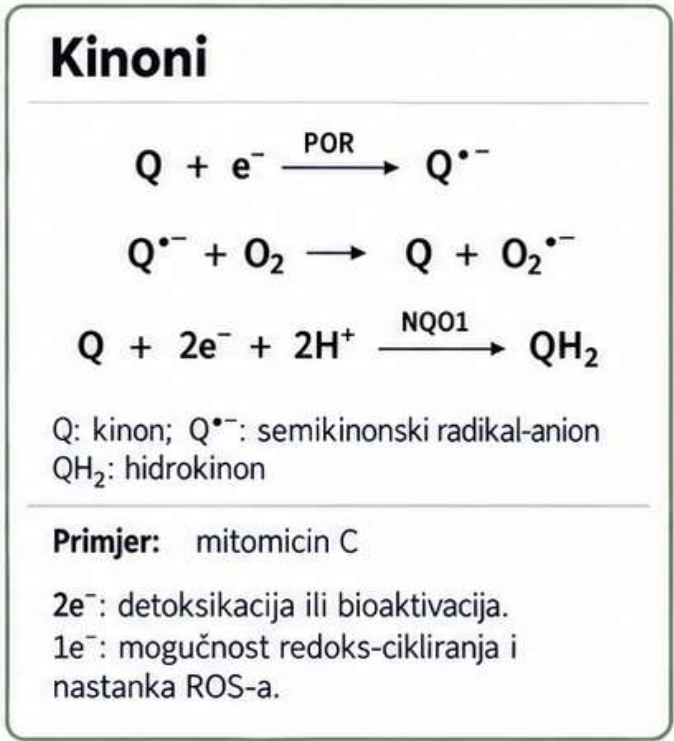 Kinoni
Q + e⁻ POR → Q•⁻
Q•⁻ + O₂ → Q + O₂•⁻
Q + 2e⁻ + 2H⁺ NQO1 → QH₂
Q: kinon; Q•⁻: semikinonski radikal-anion
QH₂: hidrokinon
Primjer: mitomicin C
2e⁻: detoksikacija ili bioaktivacija.
1e⁻: mogučnost redoks-cikliranja i
nastanka ROS-a.